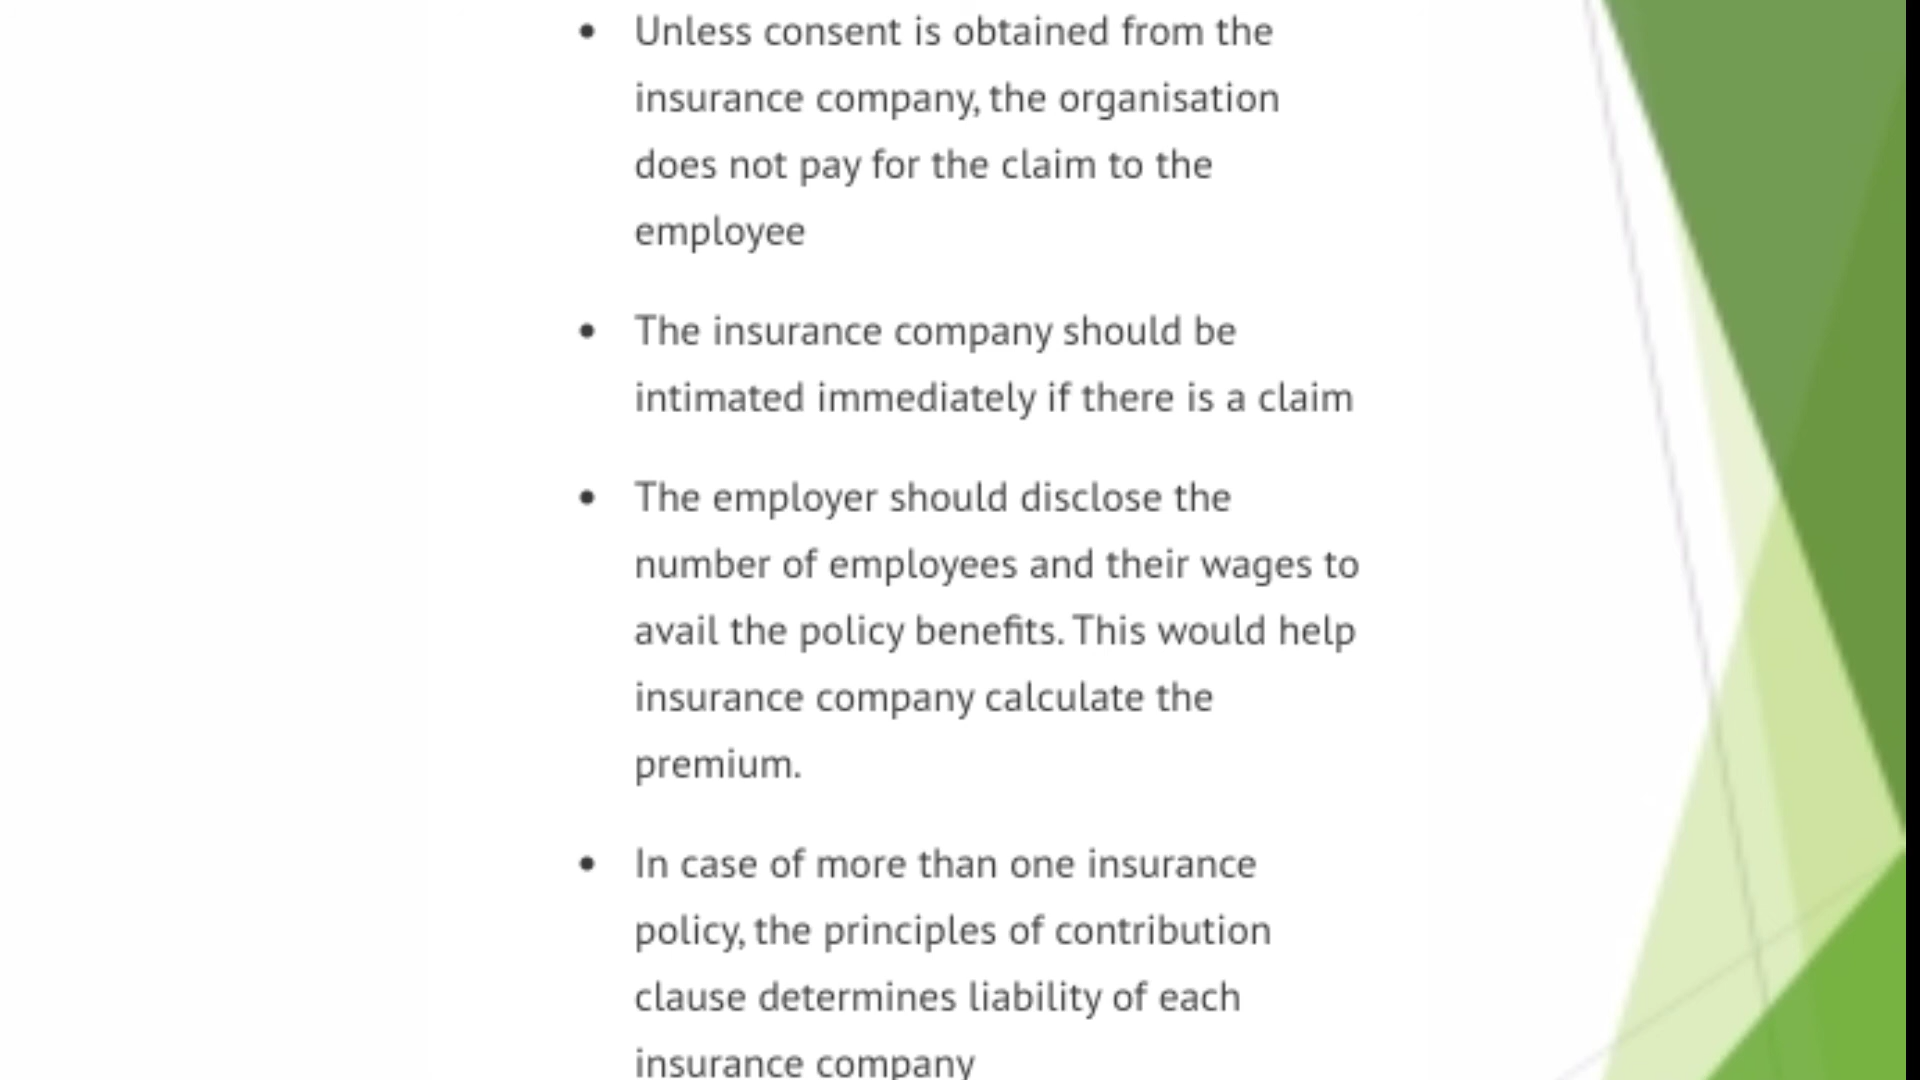 • Unless consent is obtained from the
insurance company, the organisation
does not pay for the claim to the
employee
• The insurance company should be
intimated immediately if there is a claim
• The employer should disclose the
number of employees and their wages to
avail the policy benefits. This would help
insurance company calculate the
premium.
• In case of more than one insurance
policy, the principles of contribution
clause determines liability of each
insurance company